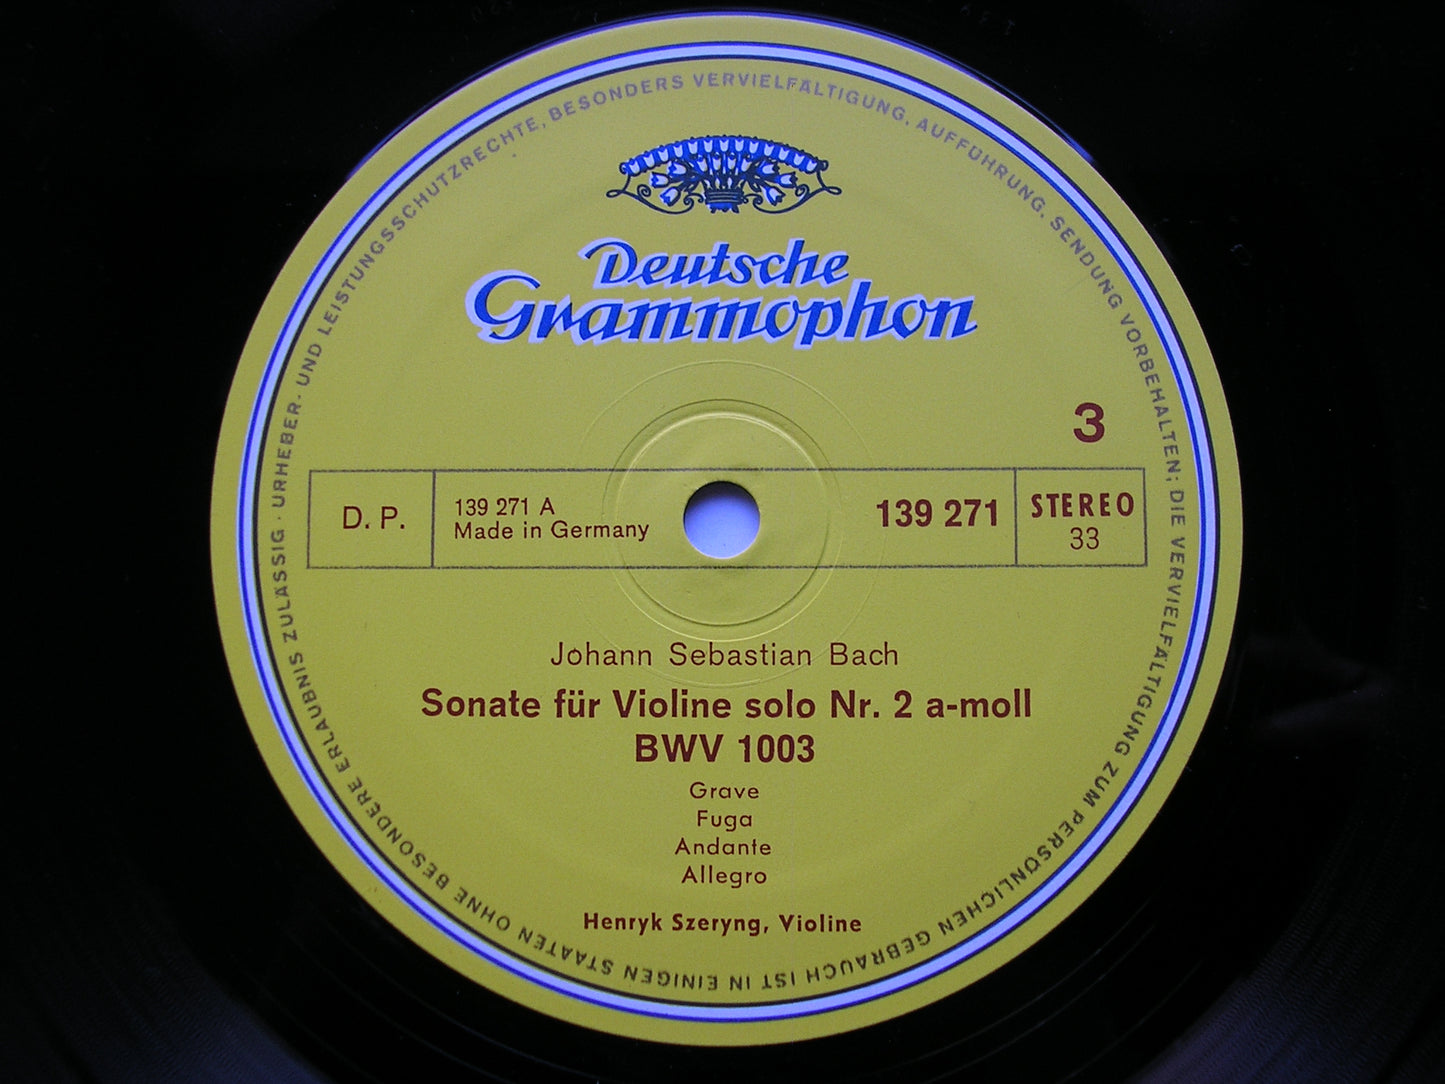 URHEBER- UND LEISTUNGSSCHUTZRECHTE, BESONDERS VERVIELFÄLTIGUNG, AUFFÜHRUNG, SENDUNG VORBEHALTEN; DIE VERVIELFÄLTIGUNG ZUM PERSÖNLICHEN GEBRAUCH IST IN EINIGEN STAATEN OHNE BESONDERE ERLAUBNIS ZULÄSSIG ·
Deutsche
Grammophon
3
D. P.
139 271 A
Made in Germany
139 271
STEREO
33
Johann Sebastian Bach
Sonate für Violine solo Nr. 2 a-moll
BWV 1003
Grave
Fuga
Andante
Allegro
Henryk Szeryng, Violine